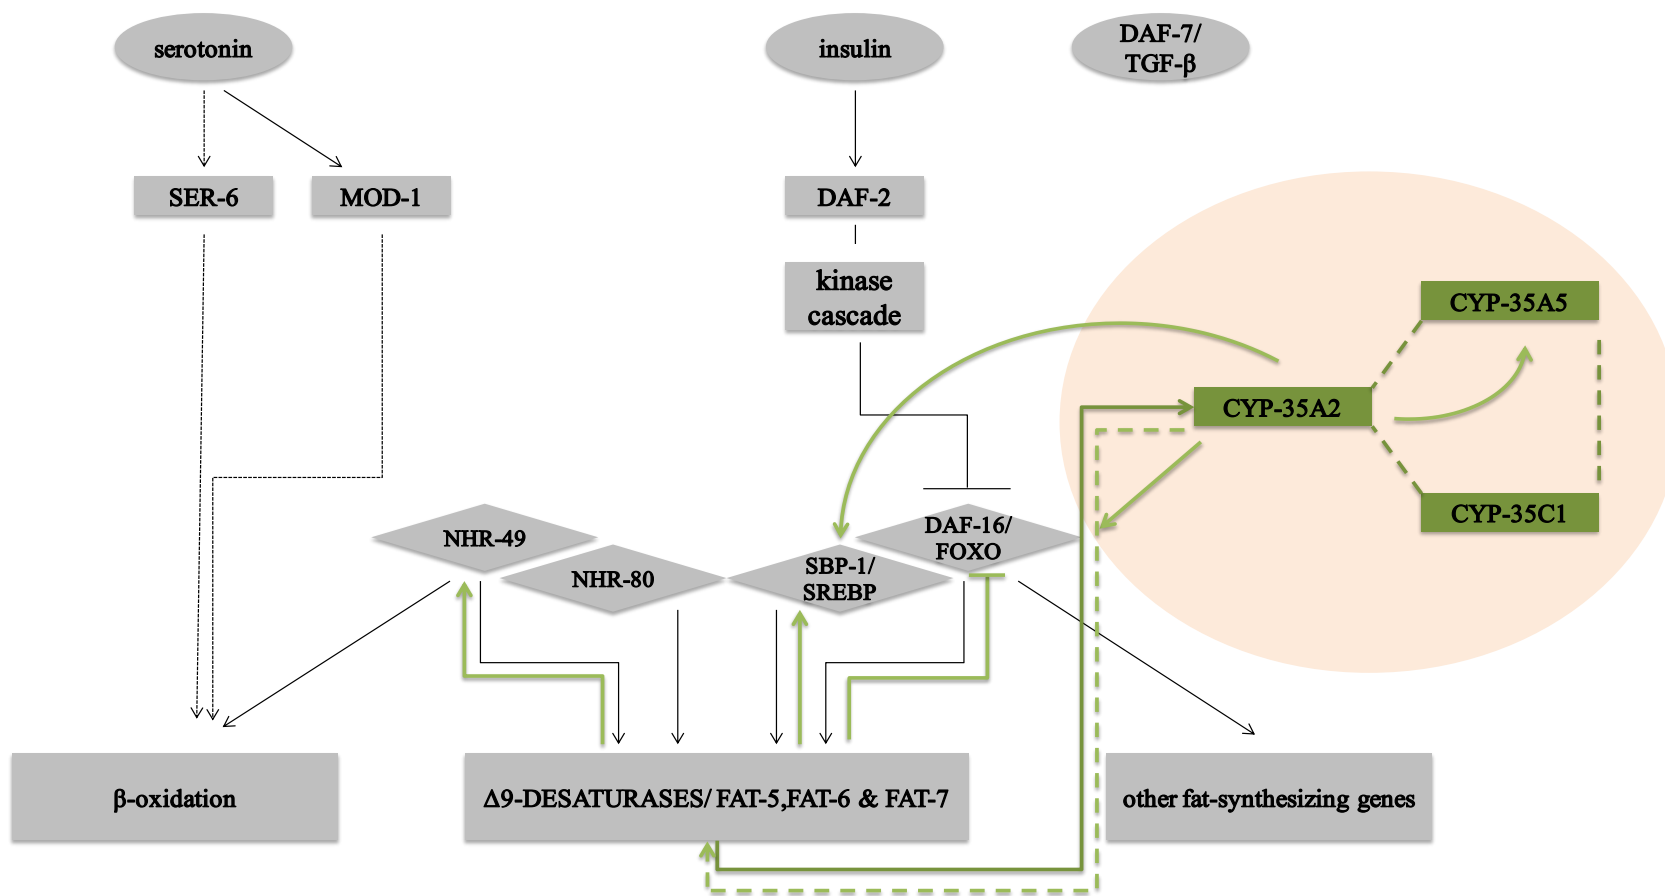 serotonin
insulin
DAF-7/
TGF-β
SER-6
MOD-1
DAF-2
kinase
cascade
CYP-35A5
CYP-35A2
CYP-35C1
NHR-49
NHR-80
SBP-1/
SREBP
DAF-16/
FOXO
β-oxidation
Δ9-DESATURASES/ FAT-5,FAT-6 & FAT-7
other fat-synthesizing genes